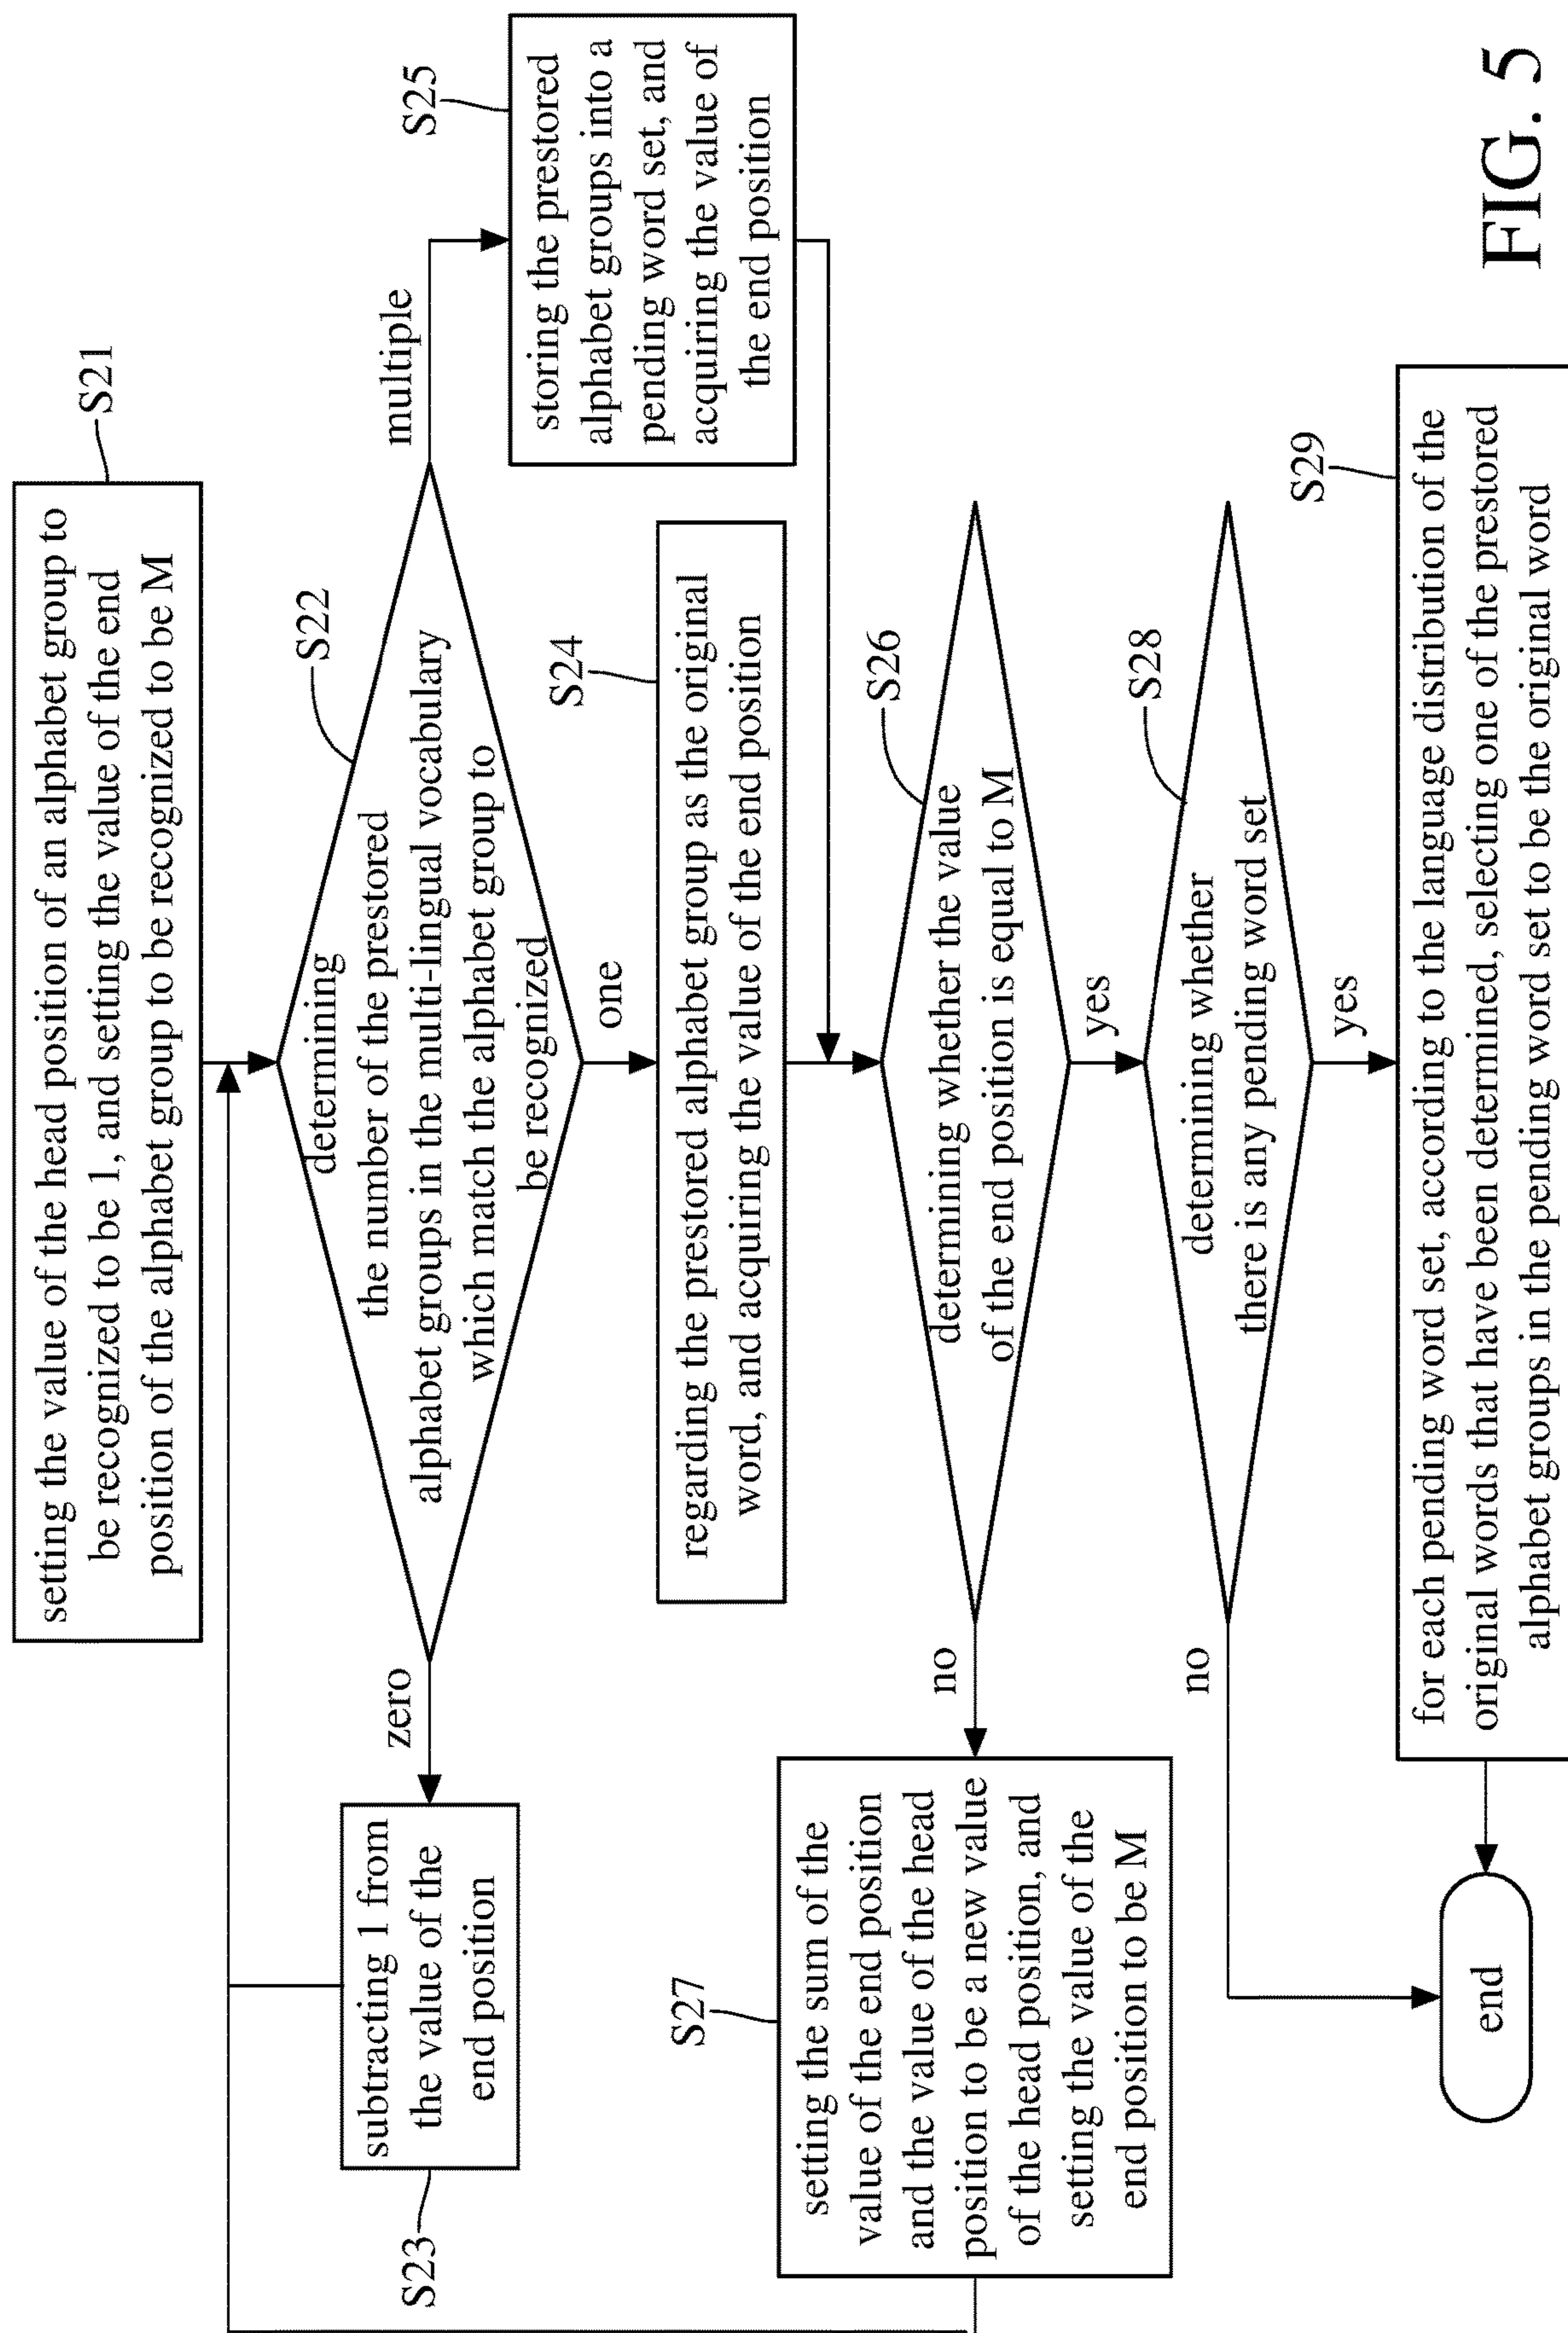 S21
setting the value of the head position of an alphabet group to
be recognized to be 1, and setting the value of the end
position of the alphabet group to be recognized to be M
S22
determining
the number of the prestored
alphabet groups in the multi-lingual vocabulary
which match the alphabet group to
be recognized
zero
one
multiple
S23
subtracting 1 from
the value of the
end position
S24
regarding the prestored alphabet group as the original
word, and acquiring the value of the end position
S25
storing the prestored
alphabet groups into a
pending word set, and
acquiring the value of
the end position
S26
determining whether the value
of the end position is equal to M
no
yes
S27
setting the sum of the
value of the end position
and the value of the head
position to be a new value
of the head position, and
setting the value of the
end position to be M
S28
determining whether
there is any pending word set
no
yes
S29
for each pending word set, according to the language distribution of the
original words that have been determined, selecting one of the prestored
alphabet groups in the pending word set to be the original word
end
FIG. 5